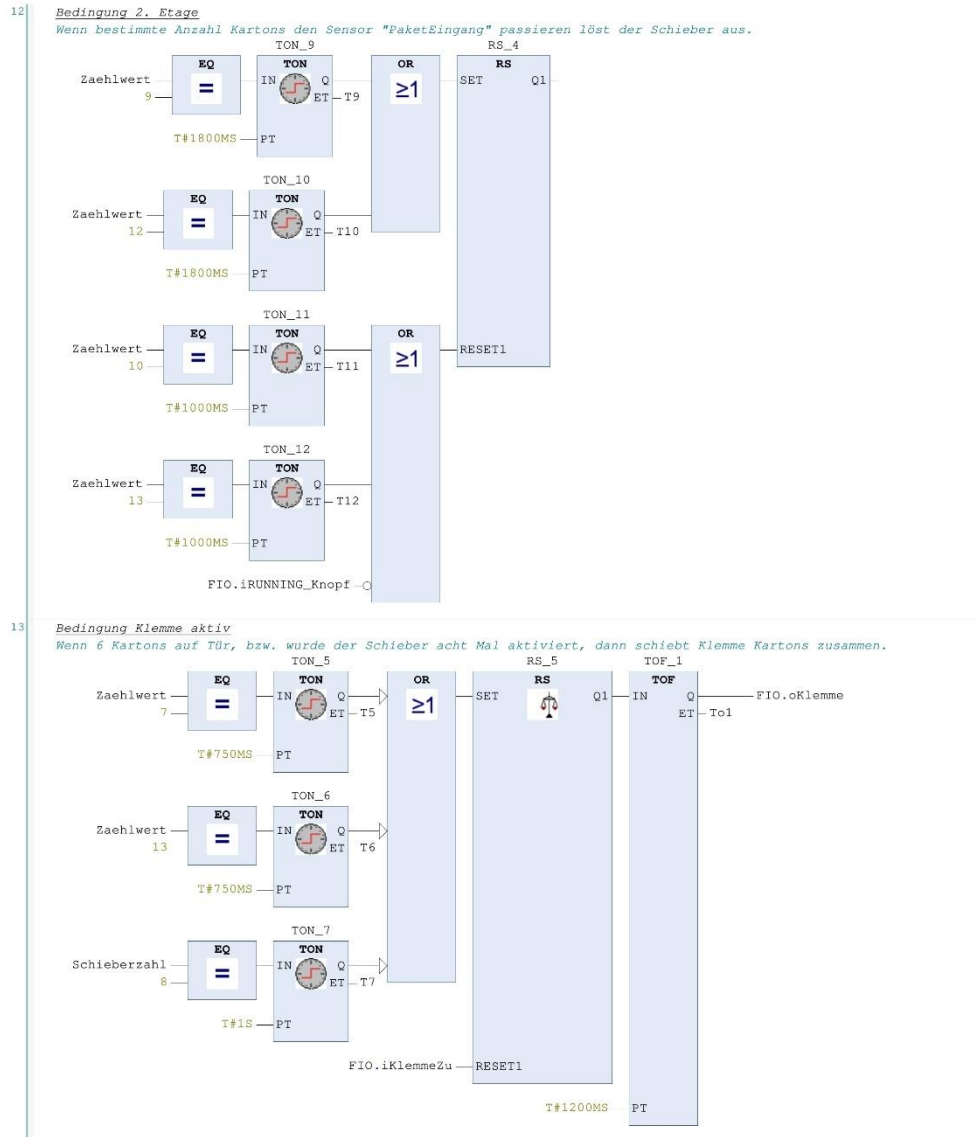 12
Bedingung 2. Etage
Wenn bestimmte Anzahl Kartons den Sensor "PaketEingang" passieren löst der Schieber aus.
TON_9 RS_4
EQ TON OR RS
Zaehlwert = IN Q ≥1 SET Q1
9 ET T9
T#1800MS PT
TON_10
EQ TON
Zaehlwert = IN Q
12 ET T10
T#1800MS PT
TON_11
EQ TON OR
Zaehlwert = IN Q ≥1 RESET1
10 ET T11
T#1000MS PT
TON_12
EQ TON
Zaehlwert = IN Q
13 ET T12
T#1000MS PT
FIO.iRUNNING_Knopf
13
Bedingung Klemme aktiv
Wenn 6 Kartons auf Tür, bzw. wurde der Schieber acht Mal aktiviert, dann schiebt Klemme Kartons zusammen.
TON_5 RS_5 TOF_1
EQ TON OR RS TOF
Zaehlwert = IN Q ≥1 SET Q1 IN Q FIO.oKlemme
7 ET T5 ET To1
T#750MS PT
TON_6
EQ TON
Zaehlwert = IN Q
13 ET T6
T#750MS PT
TON_7
EQ TON
Schieberzahl = IN Q
8 ET T7
T#1S PT
FIO.iKlemmeZu RESET1
T#1200MS PT